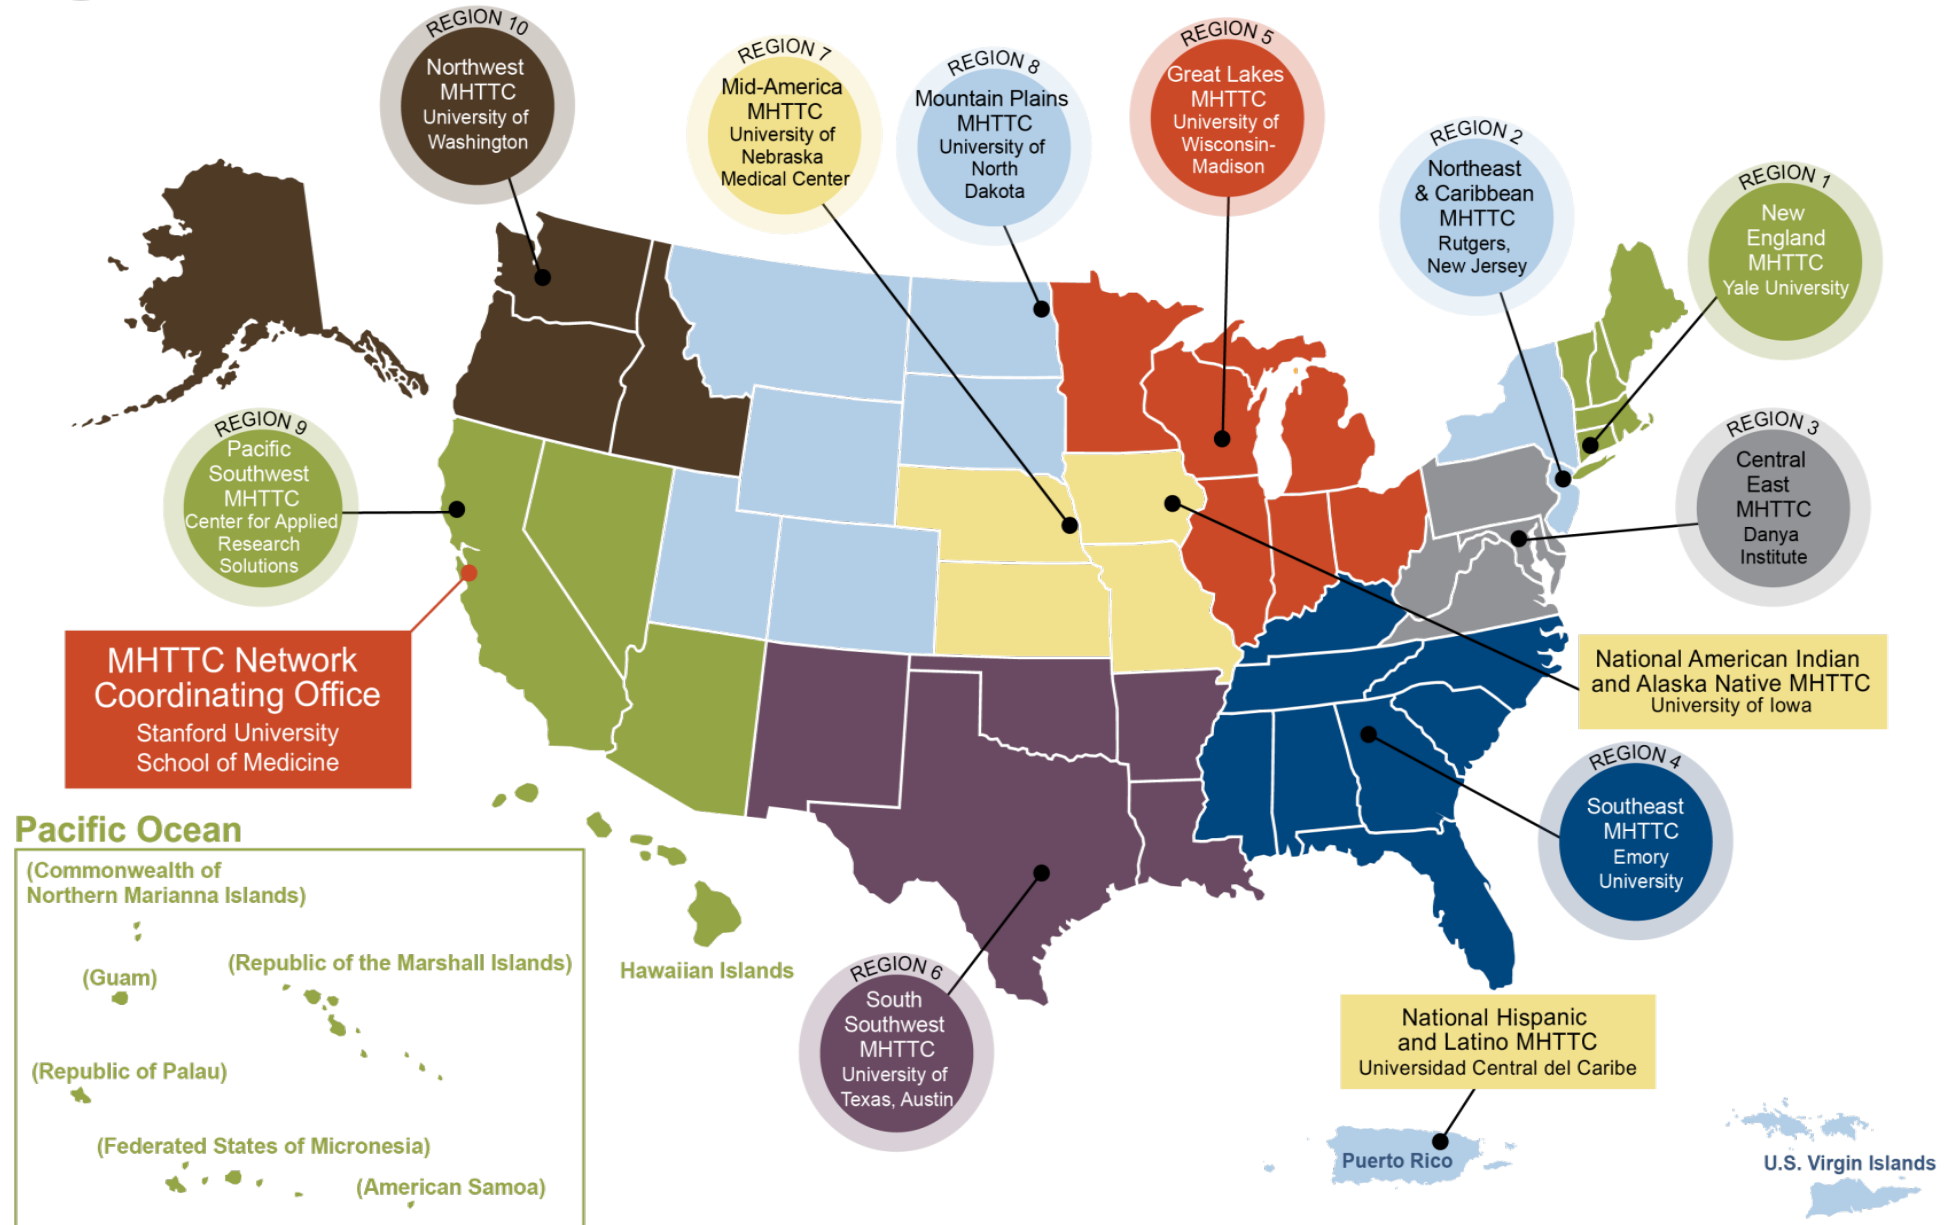 REGION 10
Northwest
MHTTC
University of
Washington
REGION 7
Mid-America
MHTTC
University of
Nebraska
Medical Center
REGION 8
Mountain Plains
MHTTC
University of
North
Dakota
REGION 5
Great Lakes
MHTTC
University of
Wisconsin-
Madison
REGION 2
Northeast
& Caribbean
MHTTC
Rutgers,
New Jersey
REGION 1
New
England
MHTTC
Yale University
REGION 9
Pacific
Southwest
MHTTC
Center for Applied
Research
Solutions
REGION 3
Central
East
MHTTC
Danya
Institute
MHTTC Network
Coordinating Office
Stanford University
School of Medicine
National American Indian
and Alaska Native MHTTC
University of Iowa
REGION 4
Southeast
MHTTC
Emory
University
Pacific Ocean
(Commonwealth of
Northern Marianna Islands)
(Guam)
(Republic of the Marshall Islands)
(Republic of Palau)
(Federated States of Micronesia)
(American Samoa)
Hawaiian Islands
REGION 6
South
Southwest
MHTTC
University of
Texas, Austin
National Hispanic
and Latino MHTTC
Universidad Central del Caribe
Puerto Rico
U.S. Virgin Islands